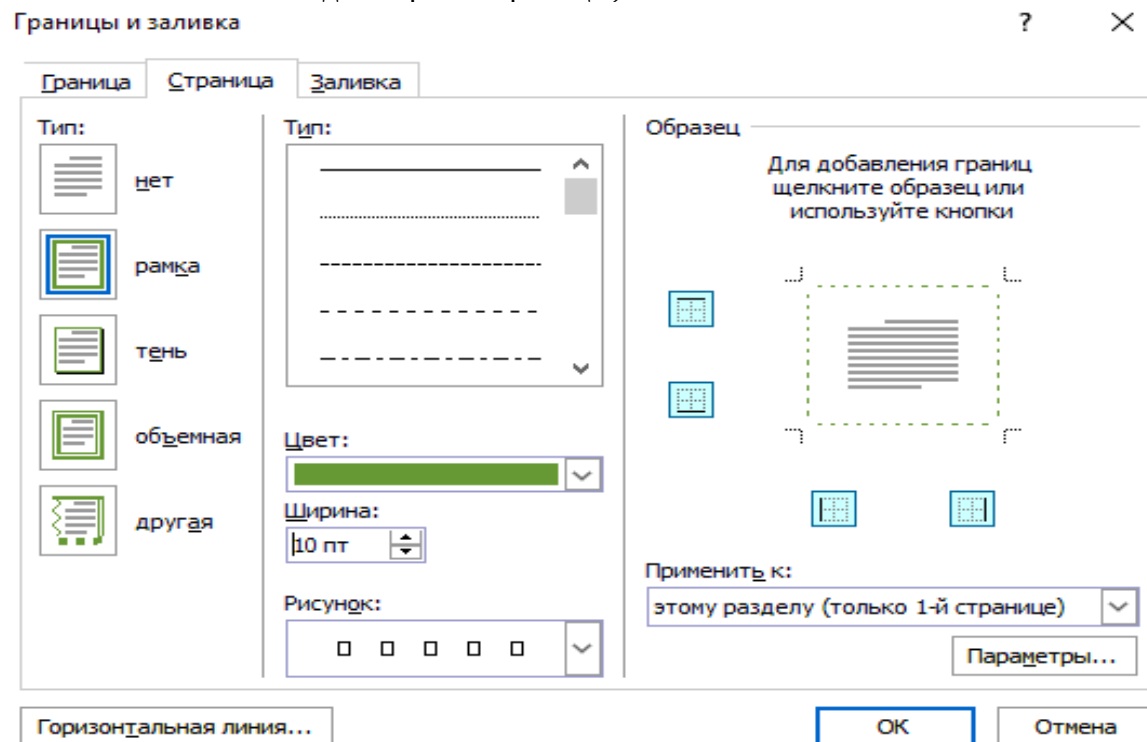 Границы и заливка
?
Граница
Страница
Заливка
Тип:
нет
рамка
тень
объемная
другая
Тип:
Цвет:
Ширина:
10 пт
Рисунок:
Образец
Для добавления границ
щелкните образец или
используйте кнопки
Применить к:
этому разделу (только 1-й странице)
Параметры...
Горизонтальная линия...
ОК
Отмена